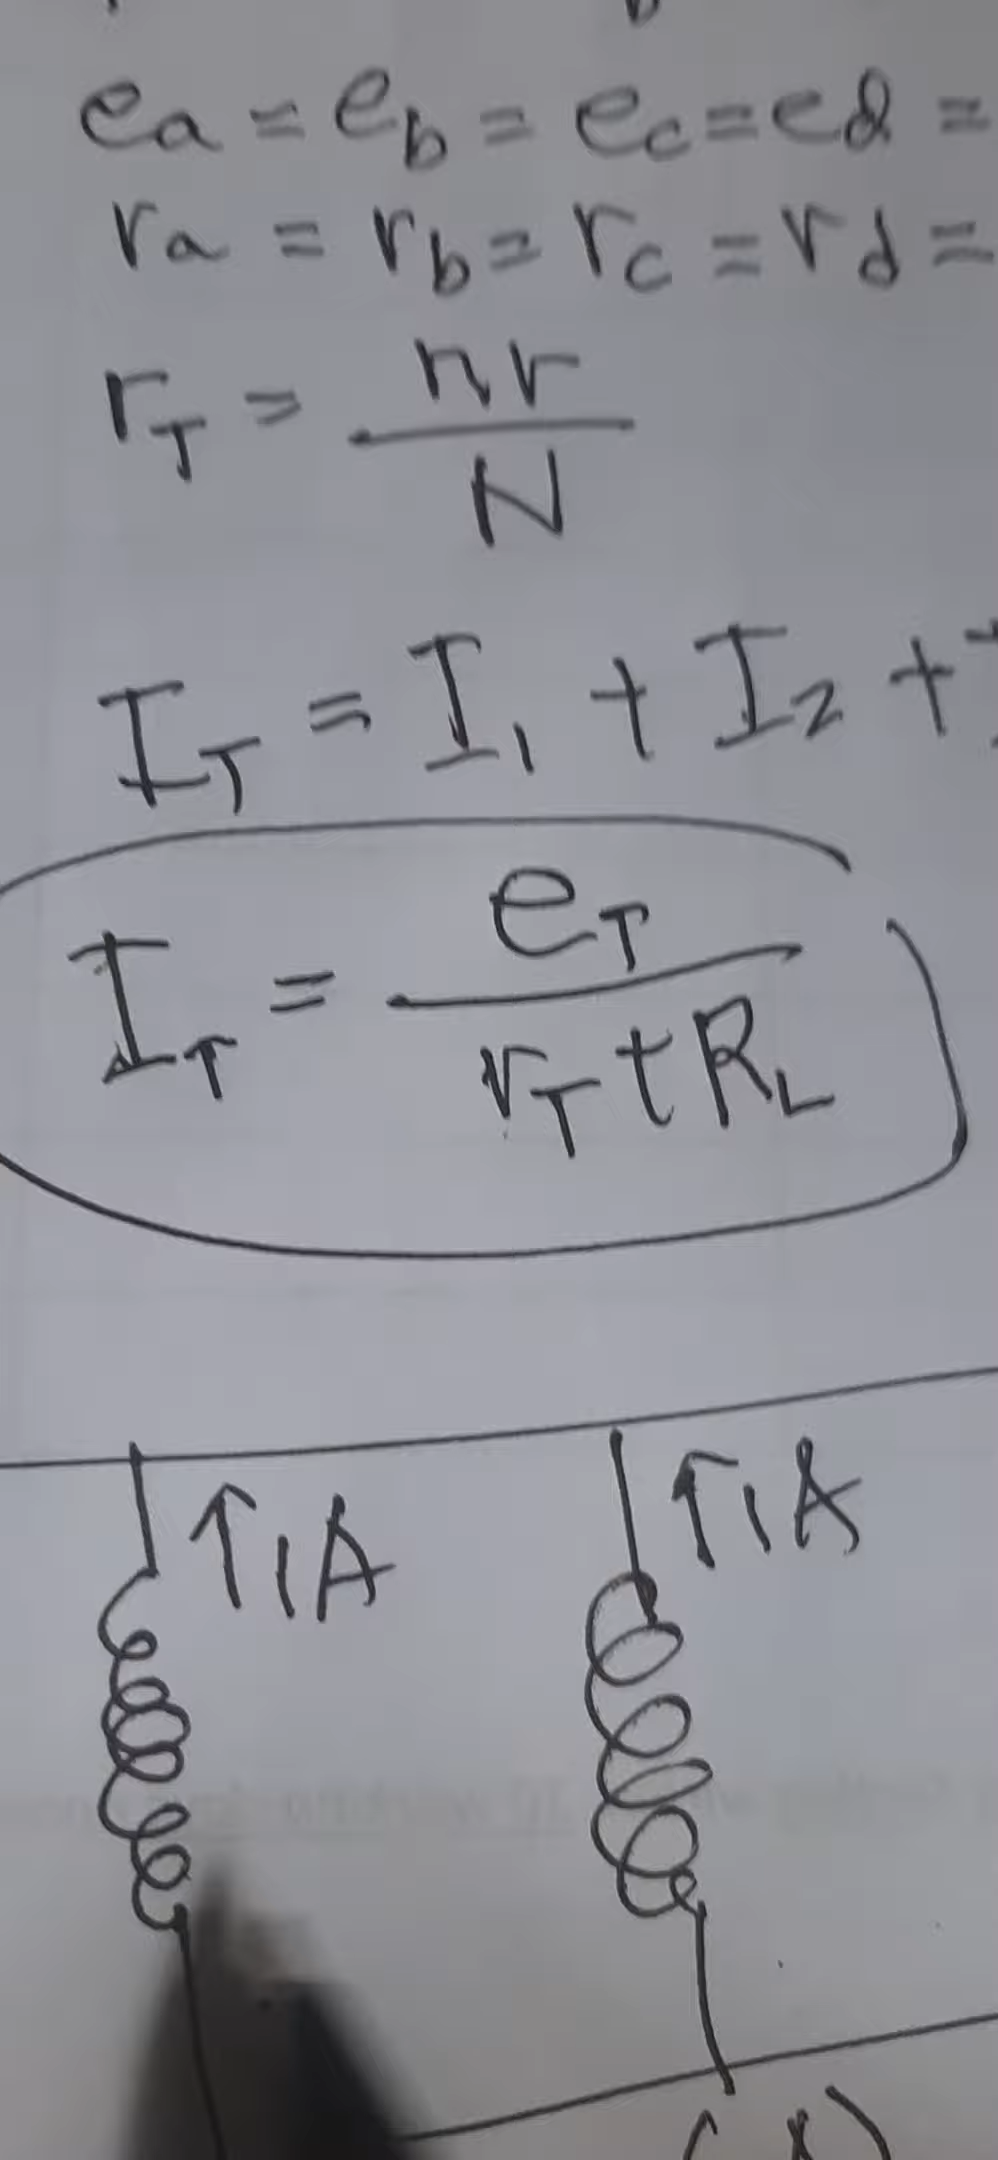 ea = eb = ec = ed =
ra = rb = rc = rd =
rT = nr / N
IT = I1 + I2 +
IT = eT / rT + RL
↑1A ↑1A